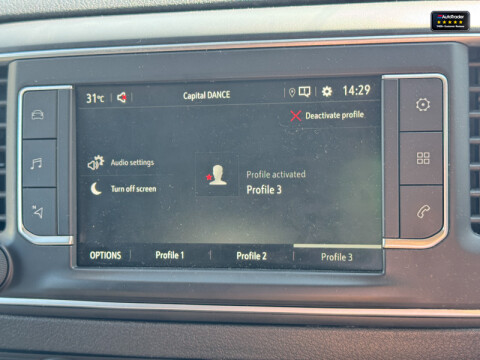 AutoTrader
31°C
Capital DANCE
14:29
Deactivate profile
Audio settings
Turn off screen
Profile activated
Profile 3
OPTIONS
Profile 1
Profile 2
Profile 3